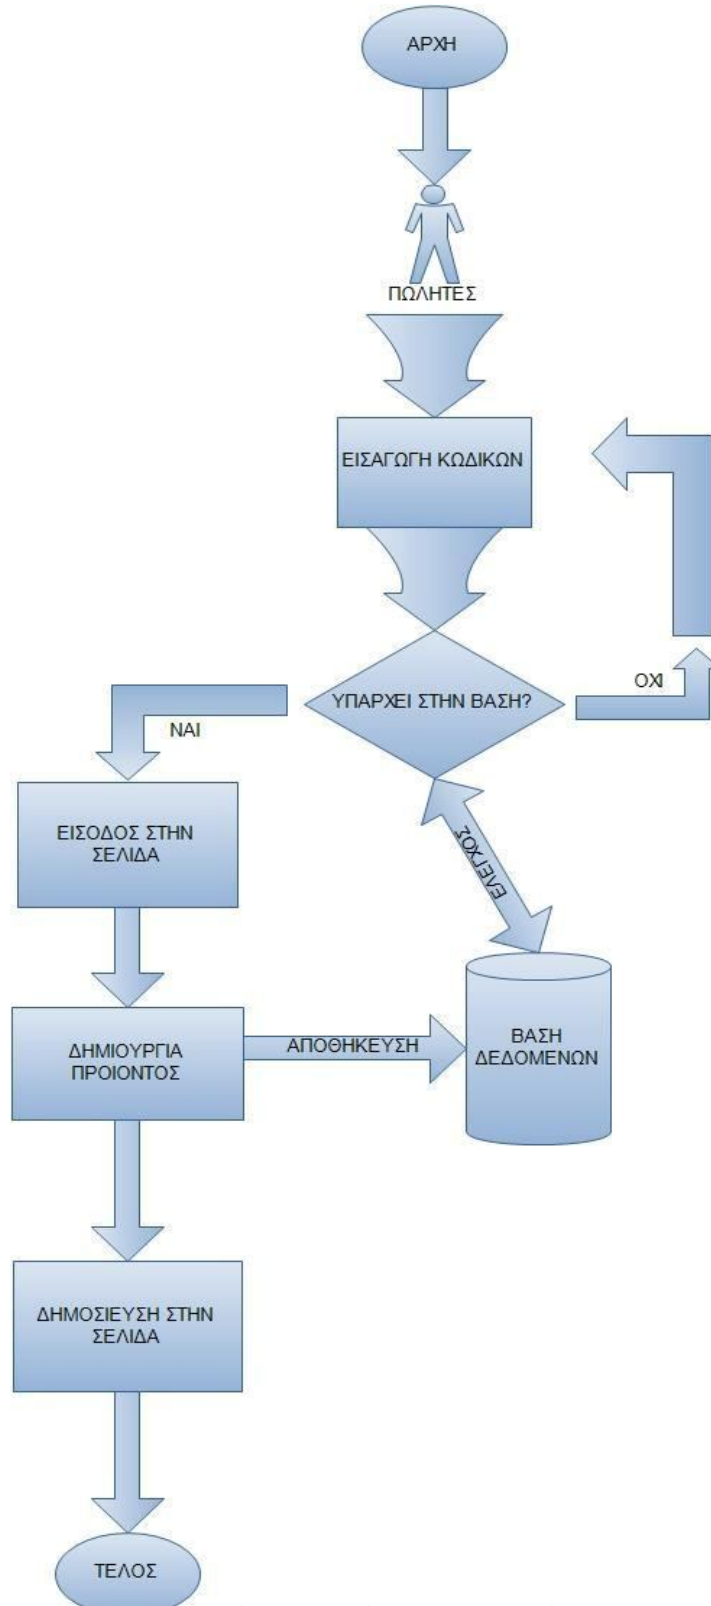 ΑΡΧΗ
ΠΩΛΗΤΕΣ
ΕΙΣΑΓΩΓΗ ΚΩΔΙΚΩΝ
ΥΠΑΡΧΕΙ ΣΤΗΝ ΒΑΣΗ?
ΟΧΙ
ΝΑΙ
ΕΛΕΓΧΟΣ
ΕΙΣΟΔΟΣ ΣΤΗΝ
ΣΕΛΙΔΑ
ΔΗΜΙΟΥΡΓΙΑ
ΠΡΟΙΟΝΤΟΣ
ΑΠΟΘΗΚΕΥΣΗ
ΒΑΣΗ
ΔΕΔΟΜΕΝΩΝ
ΔΗΜΟΣΙΕΥΣΗ ΣΤΗΝ
ΣΕΛΙΔΑ
ΤΕΛΟΣ